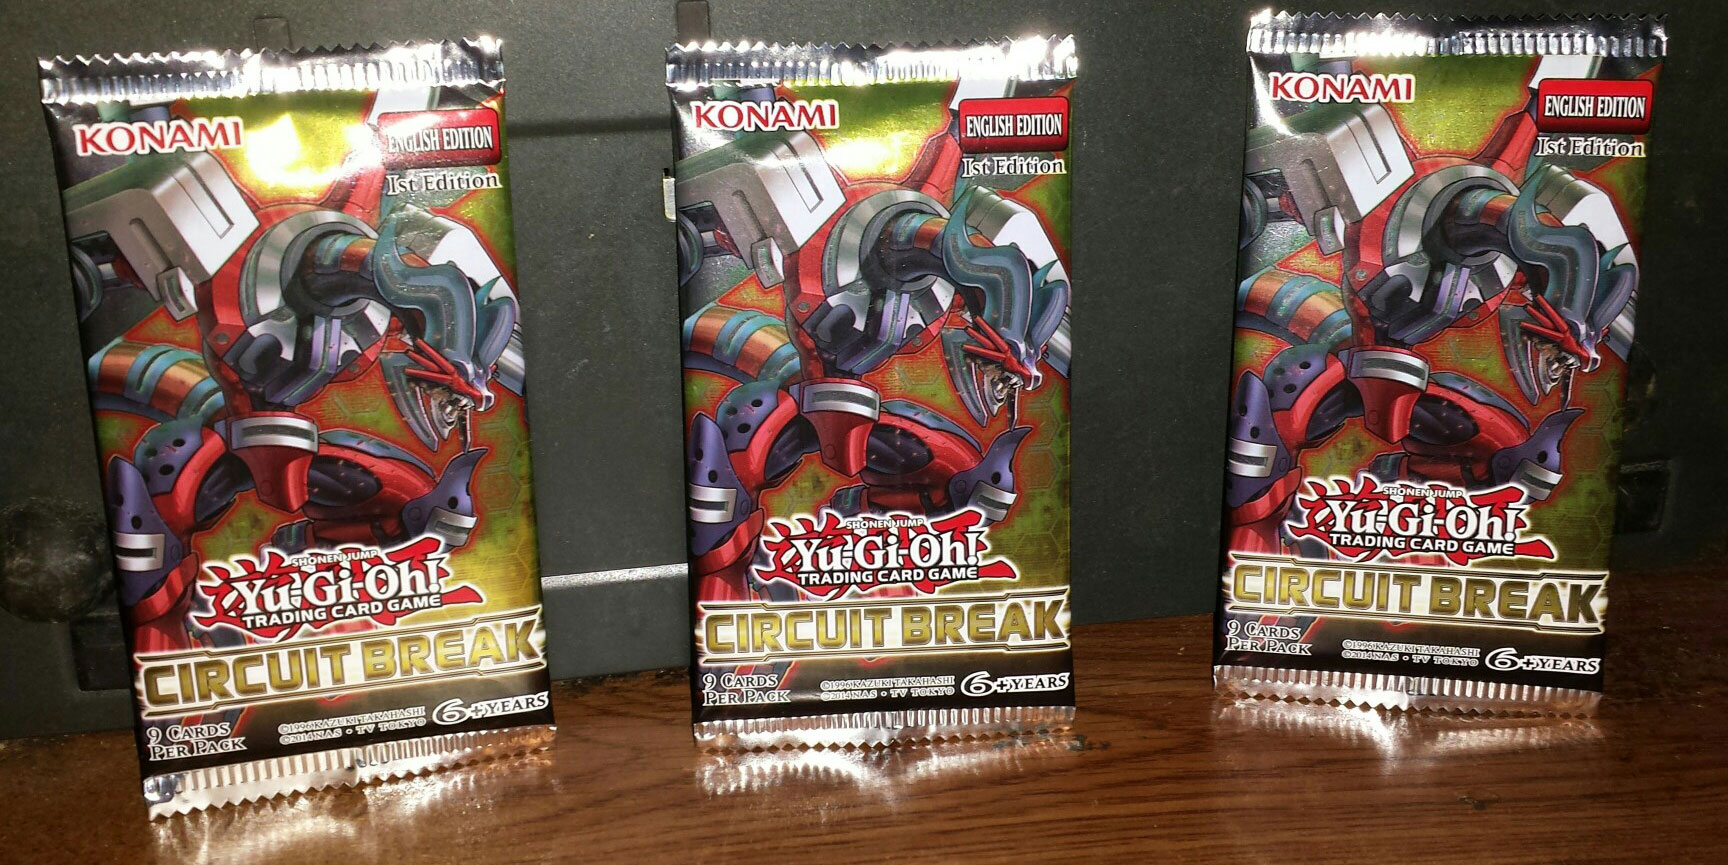 KONAMI
ENGLISH EDITION
1st Edition
SHONEN JUMP
Yu-Gi-Oh!
TRADING CARD GAME
CIRCUIT BREAK
9 CARDS
PER PACK
©1996 KAZUKI TAKAHASHI
©2014 NAS • TV TOKYO
6+YEARS
KONAMI
ENGLISH EDITION
1st Edition
SHONEN JUMP
Yu-Gi-Oh!
TRADING CARD GAME
CIRCUIT BREAK
9 CARDS
PER PACK
©1996 KAZUKI TAKAHASHI
©2014 NAS • TV TOKYO
6+YEARS
KONAMI
ENGLISH EDITION
1st Edition
SHONEN JUMP
Yu-Gi-Oh!
TRADING CARD GAME
CIRCUIT BREAK
9 CARDS
PER PACK
©1996 KAZUKI TAKAHASHI
©2014 NAS • TV TOKYO
6+YEARS